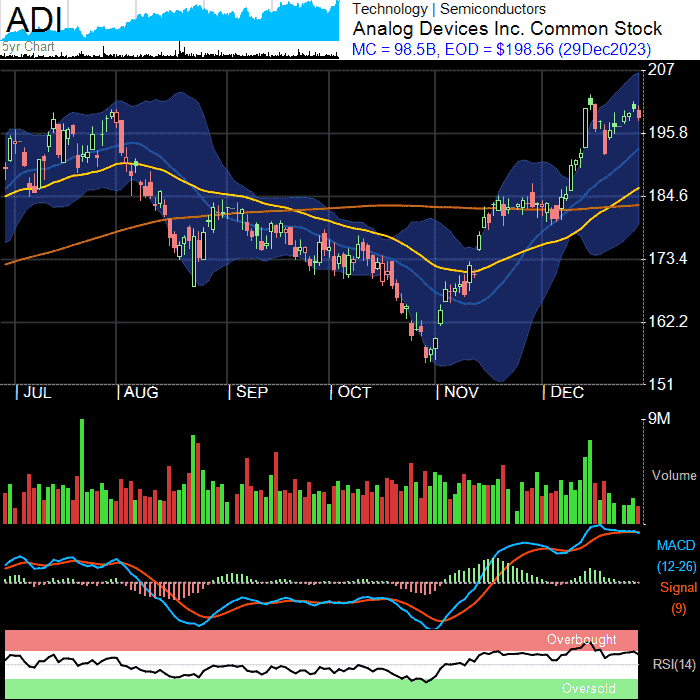 ADI
5yr Chart
Technology | Semiconductors
Analog Devices Inc. Common Stock
MC = 98.5B, EOD = $198.56 (29Dec2023)
207
195.8
184.6
173.4
162.2
151
| JUL | AUG | SEP | OCT | NOV | DEC
9M
Volume
MACD
(12-26)
Signal
(9)
Overbought
RSI(14)
Oversold